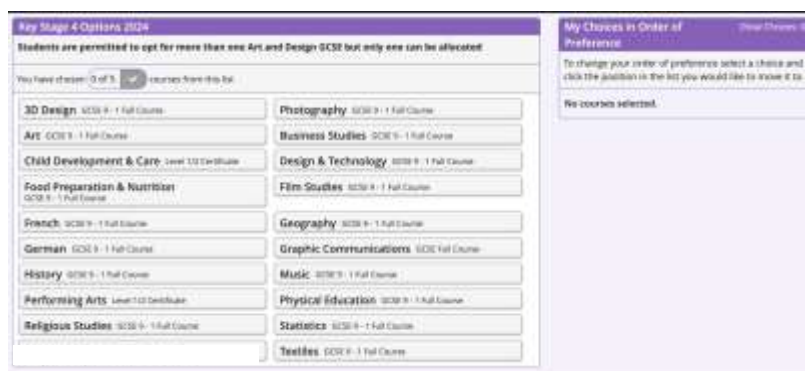 Key Stage 4 Options 2024
Students are permitted to opt for more than one Art and Design GCSE but only one can be allocated
You have chosen 0 of 5 courses from this list
3D Design GCSE 9 - 1 Full Course
Art GCSE 9 - 1 Full Course
Child Development & Care Level 1/2 Certificate
Food Preparation & Nutrition
GCSE 9 - 1 Full Course
French GCSE 9 - 1 Full Course
German GCSE 9 - 1 Full Course
History GCSE 9 - 1 Full Course
Performing Arts Level 1/2 Certificate
Religious Studies GCSE 9 - 1 Full Course
Photography GCSE 9 - 1 Full Course
Business Studies GCSE 9 - 1 Full Course
Design & Technology GCSE 9 - 1 Full Course
Film Studies GCSE 9 - 1 Full Course
Geography GCSE 9 - 1 Full Course
Graphic Communications GCSE Full Course
Music GCSE 9 - 1 Full Course
Physical Education GCSE 9 - 1 Full Course
Statistics GCSE 9 - 1 Full Course
Textiles GCSE 9 - 1 Full Course
My Choices in Order of
Preference
To change your order of preference select a choice and
click the position in the list you would like to move it to.
No courses selected.